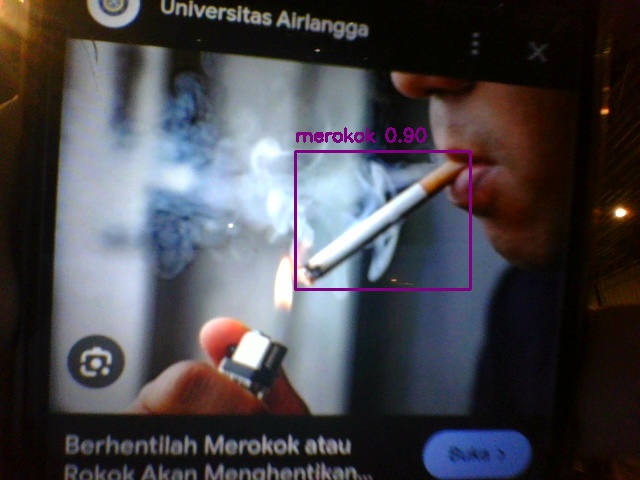 Universitas Airlangga
merokok 0.90
Berhentilah Merokok atau
Rokok Akan Menghentikan...
Buka